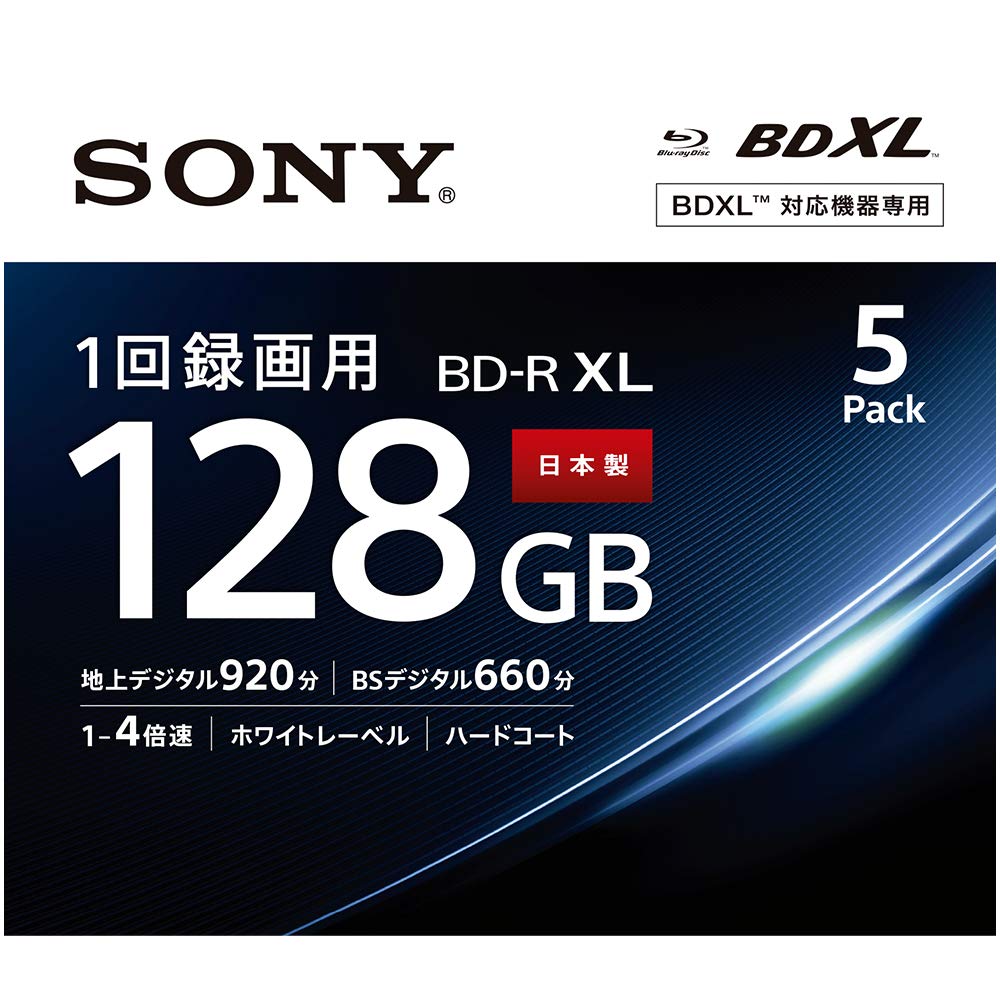 SONY®
Blu-ray Disc™ BDXL™
BDXL™ 対応機器専用
1回録画用 BD-R XL
5
Pack
日本製
128GB
地上デジタル920分 | BSデジタル660分
1-4倍速 | ホワイトレーベル | ハードコート